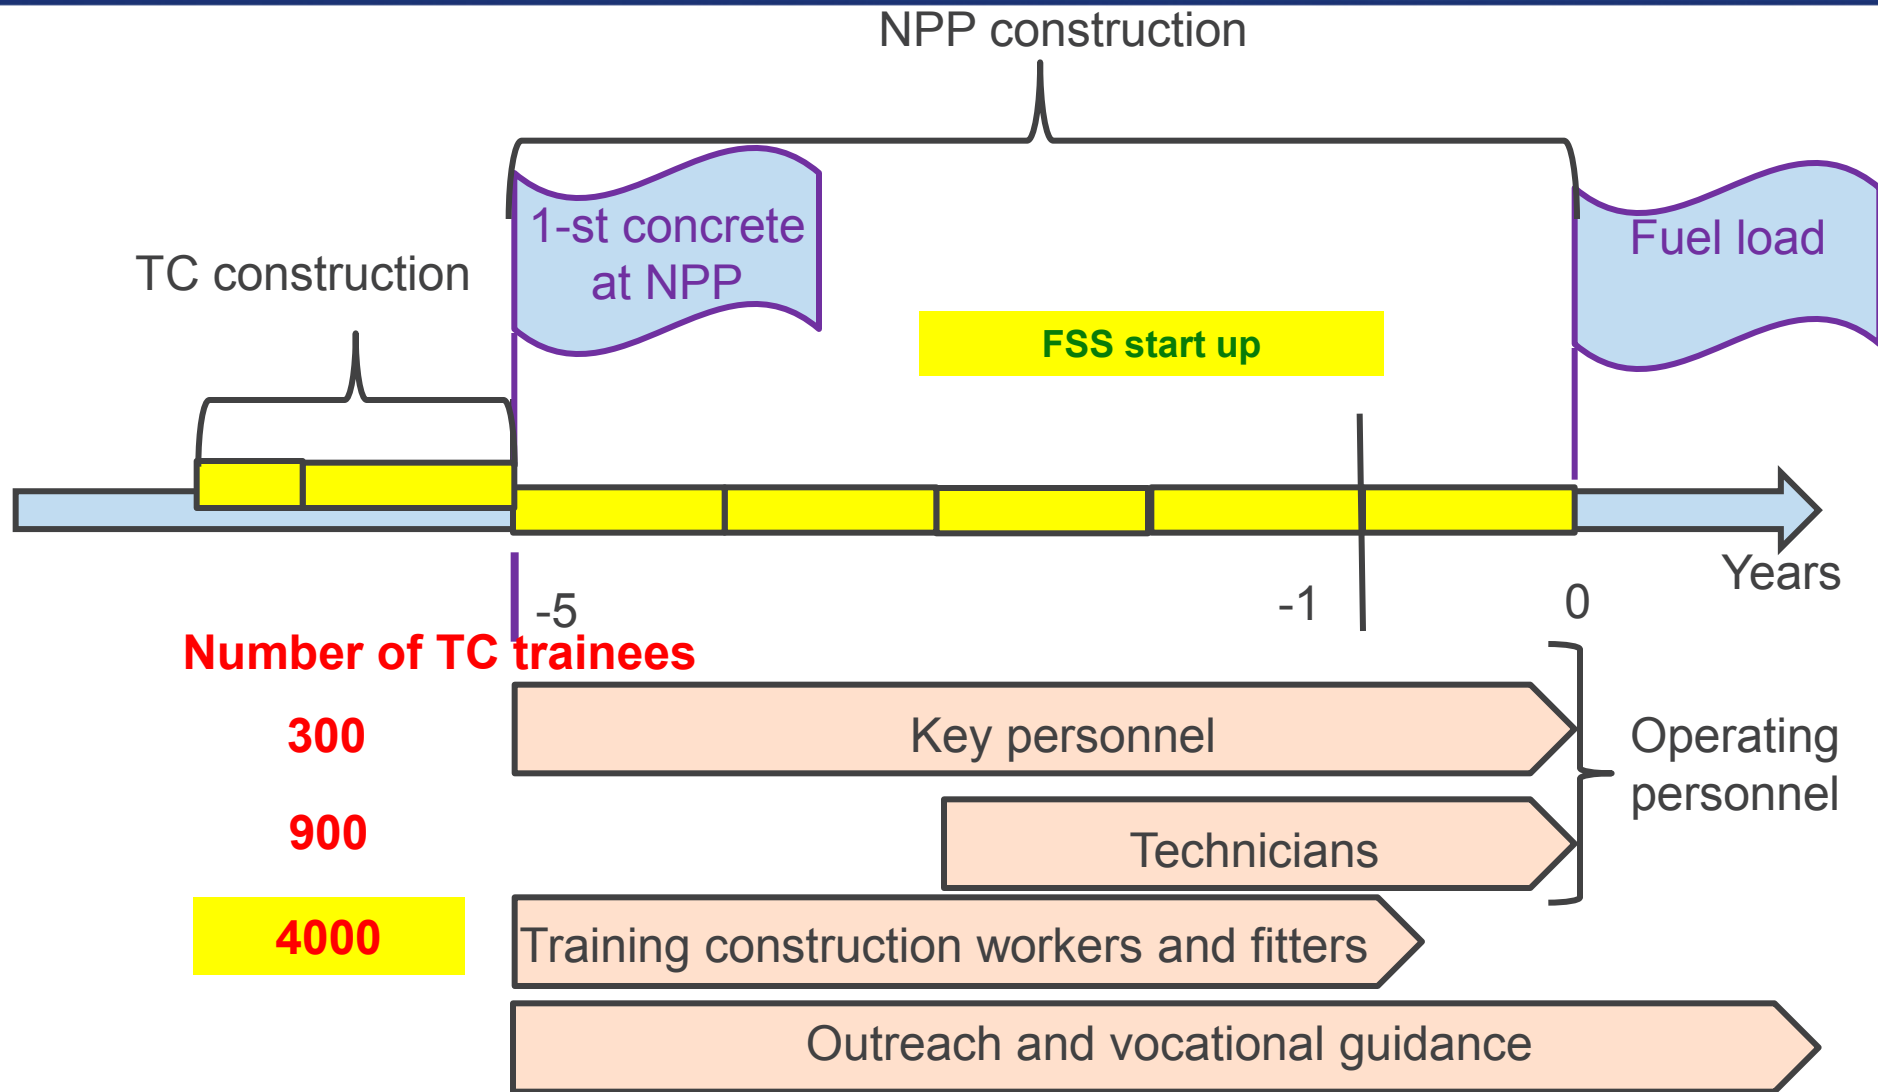 NPP construction
1-st concrete
at NPP
Fuel load
TC construction
FSS start up
Years
-5
-1
0
Number of TC trainees
300
Key personnel
Operating
personnel
900
Technicians
4000
Training construction workers and fitters
Outreach and vocational guidance